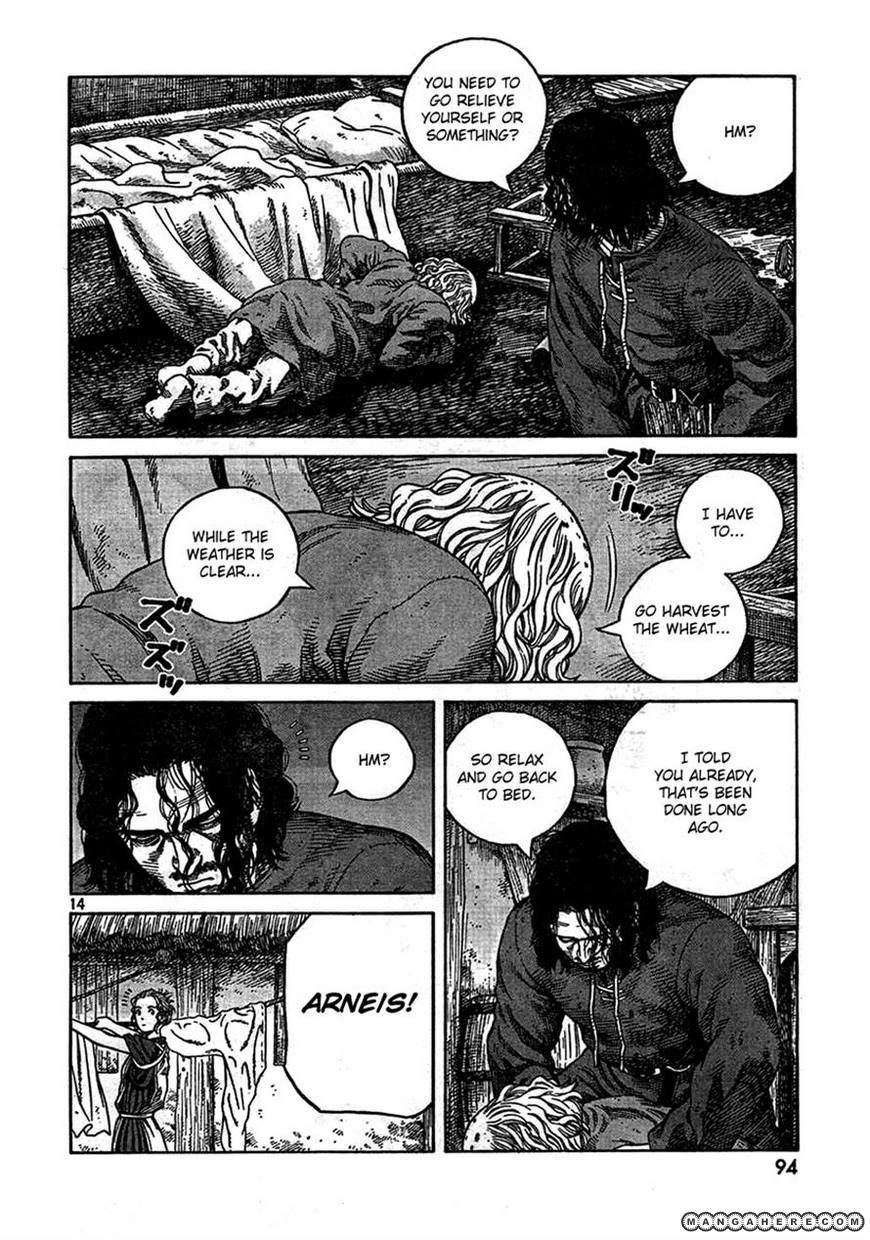 HM?
YOU NEED TO
GO RELIEVE
YOURSELF OR
SOMETHING?
ズ
リッ
I HAVE
TO...
GO HARVEST
THE WHEAT...
WHILE THE
WEATHER IS
CLEAR...
ズ
ズッ
I TOLD
YOU ALREADY,
THAT'S BEEN
DONE LONG
AGO.
SO RELAX
AND GO BACK
TO BED.
HM?
14
ARNEIS!
94
MANGAHERE.COM